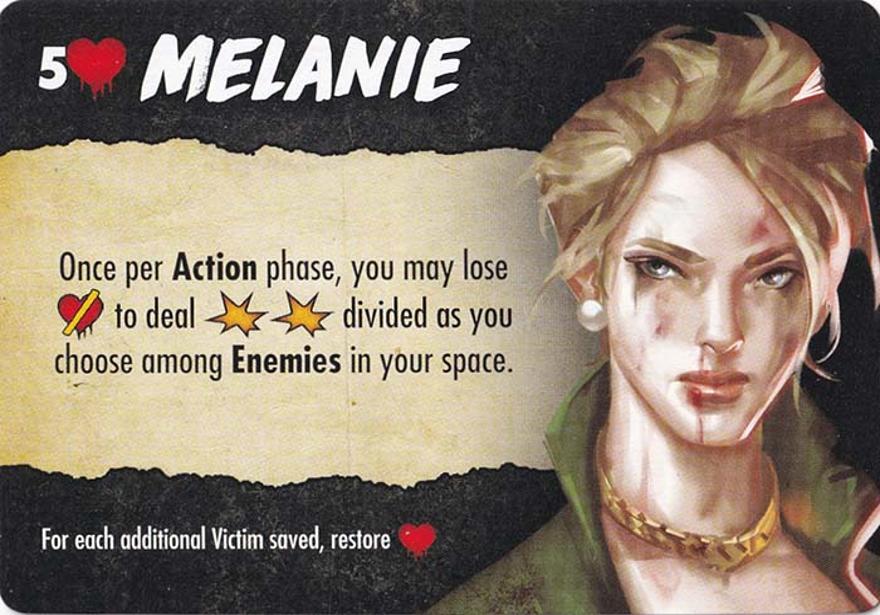 5 MELANIE
Once per Action phase, you may lose
to deal divided as you
choose among Enemies in your space.
For each additional Victim saved, restore